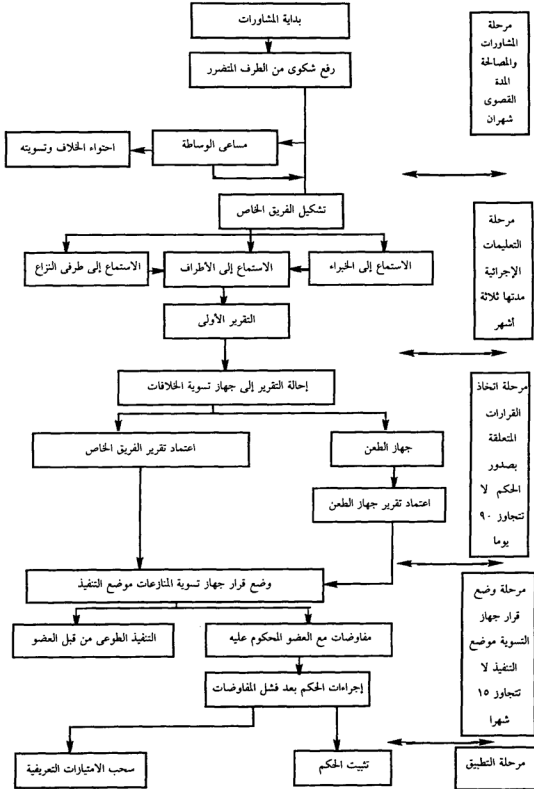 بداية المشاورات
رفع شكوى من الطرف المتضرر
مرحلة
المشاورات
والمصالحة
المدة
القصوى
شهران
مساعى الوساطة
احتواء الخلاف وتسويته
تشكيل الفريق الخاص
الاستماع إلى الخبراء
الاستماع إلى الأطراف
الاستماع إلى طرفى النزاع
التقرير الأولى
مرحلة
التعليمات
الإجرائية
مدتها ثلاثة
أشهر
إحالة التقرير إلى جهاز تسوية الخلافات
جهاز الطعن
اعتماد تقرير الفريق الخاص
اعتماد تقرير جهاز الطعن
مرحلة اتخاذ
القرارات
المتعلقة
بصدور
الحكم لا
تتجاوز ٩٠
يوما
وضع قرار جهاز تسوية المنازعات موضع التنفيذ
مفاوضات مع العضو المحكوم عليه
التنفيذ الطوعى من قبل العضو
إجراءات الحكم بعد فشل المفاوضات
مرحلة وضع
قرار جهاز
التسوية موضع
التنفيذ لا
تتجاوز ١٥
شهرا
تثبيت الحكم
سحب الامتيازات التعريفية
مرحلة التطبيق